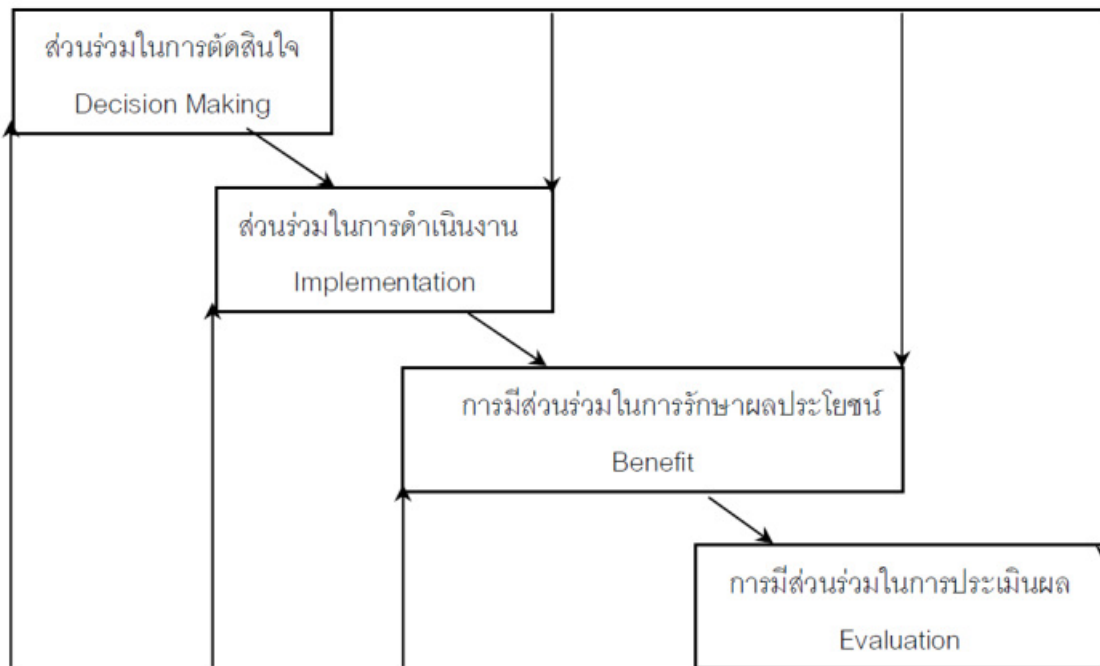 ส่วนร่วมในการตัดสินใจ
Decision Making
ส่วนร่วมในการดำเนินงาน
Implementation
การมีส่วนร่วมในการรักษาผลประโยชน์
Benefit
การมีส่วนร่วมในการประเมินผล
Evaluation